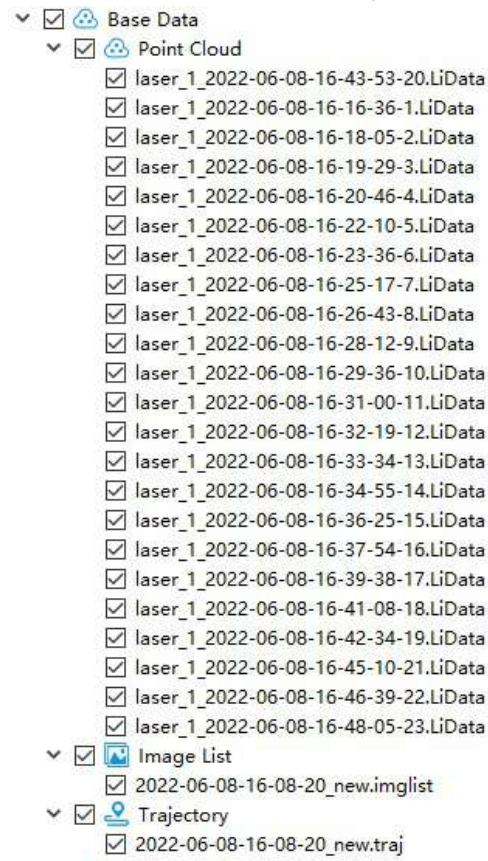 Base Data
Point Cloud
laser_1_2022-06-08-16-43-53-20.LiData
laser_1_2022-06-08-16-16-36-1.LiData
laser_1_2022-06-08-16-18-05-2.LiData
laser_1_2022-06-08-16-19-29-3.LiData
laser_1_2022-06-08-16-20-46-4.LiData
laser_1_2022-06-08-16-22-10-5.LiData
laser_1_2022-06-08-16-23-36-6.LiData
laser_1_2022-06-08-16-25-17-7.LiData
laser_1_2022-06-08-16-26-43-8.LiData
laser_1_2022-06-08-16-28-12-9.LiData
laser_1_2022-06-08-16-29-36-10.LiData
laser_1_2022-06-08-16-31-00-11.LiData
laser_1_2022-06-08-16-32-19-12.LiData
laser_1_2022-06-08-16-33-34-13.LiData
laser_1_2022-06-08-16-34-55-14.LiData
laser_1_2022-06-08-16-36-25-15.LiData
laser_1_2022-06-08-16-37-54-16.LiData
laser_1_2022-06-08-16-39-38-17.LiData
laser_1_2022-06-08-16-41-08-18.LiData
laser_1_2022-06-08-16-42-34-19.LiData
laser_1_2022-06-08-16-45-10-21.LiData
laser_1_2022-06-08-16-46-39-22.LiData
laser_1_2022-06-08-16-48-05-23.LiData
Image List
2022-06-08-16-08-20_new.imglist
Trajectory
2022-06-08-16-08-20_new.traj